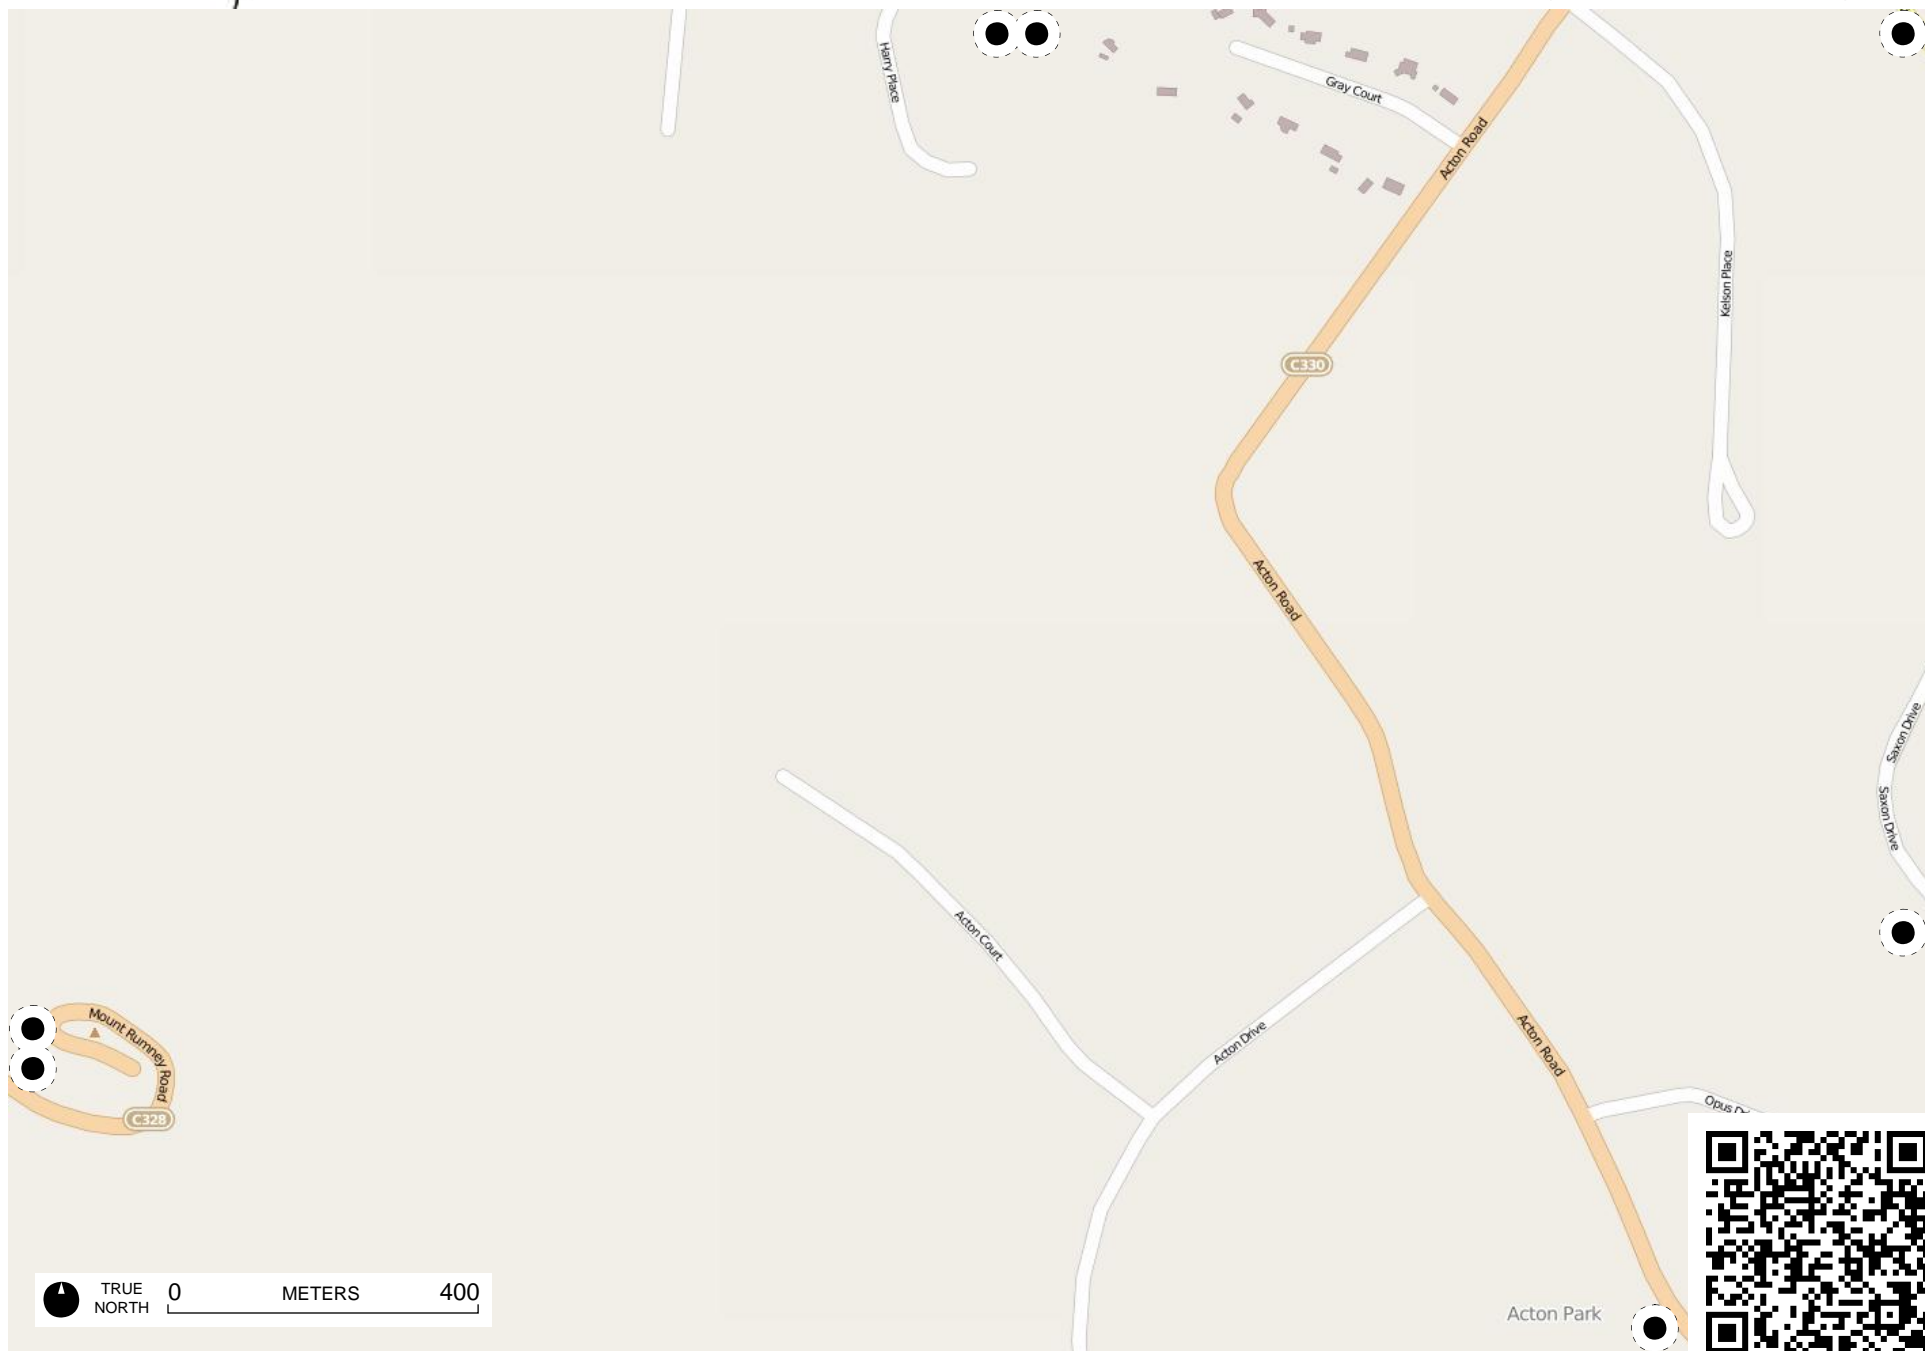 Harry Place
Gray Court
Acton Road
Kelson Place
C330
Acton Road
Saxon Drive
Saxon Drive
Acton Court
Mount Rumney Road
Acton Drive
Acton Road
C328
Opus
TRUE NORTH
0 METERS 400
Acton Park